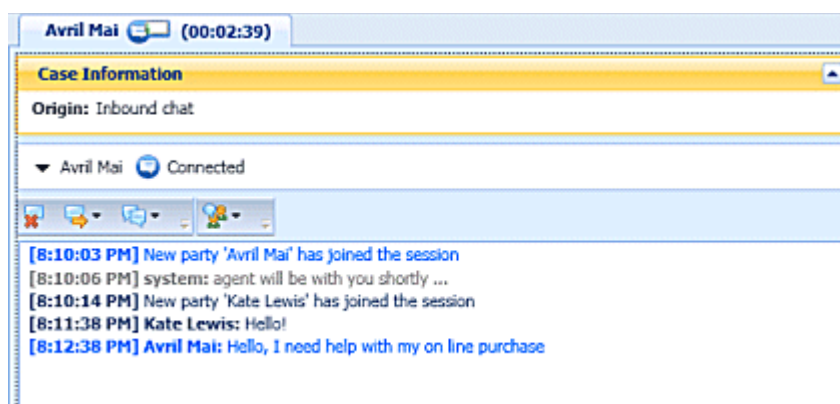 Avril Mai (00:02:39)
Case Information
Origin: Inbound chat
Avril Mai Connected
[8:10:03 PM] New party 'Avril Mai' has joined the session
[8:10:06 PM] system: agent will be with you shortly ...
[8:10:14 PM] New party 'Kate Lewis' has joined the session
[8:11:38 PM] Kate Lewis: Hello!
[8:12:38 PM] Avril Mai: Hello, I need help with my on line purchase